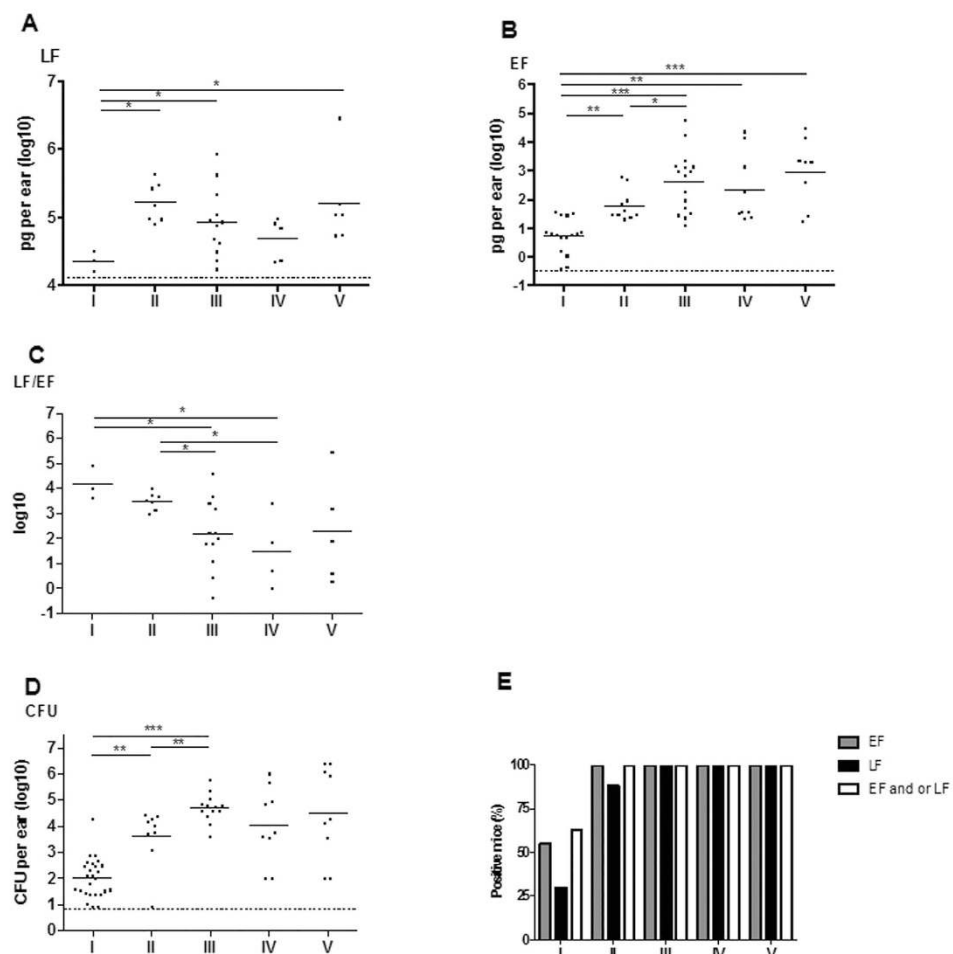 A
LF
pg per ear (log10)
7
6
5
4
*
*
*
I II III IV V
B
EF
pg per ear (log10)
6
5
4
3
2
1
0
-1
***
**
***
** *
I II III IV V
C
LF/EF
log10
7
6
5
4
3
2
1
0
-1
*
*
*
*
I II III IV V
D
CFU
CFU per ear (log10)
7
6
5
4
3
2
1
0
***
** **
I II III IV V
E
Positive mice (%)
100
75
50
25
0
I II III IV V
EF
LF
EF and or LF